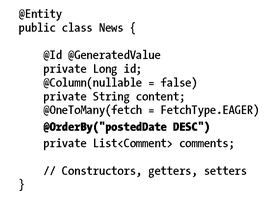 @Entity
public class News {
@Id @GeneratedValue
private Long id;
@Column(nullable = false)
private String content;
@OneToMany(fetch = FetchType.EAGER)
@OrderBy("postedDate DESC")
private List<Comment> comments;
// Constructors, getters, setters
}